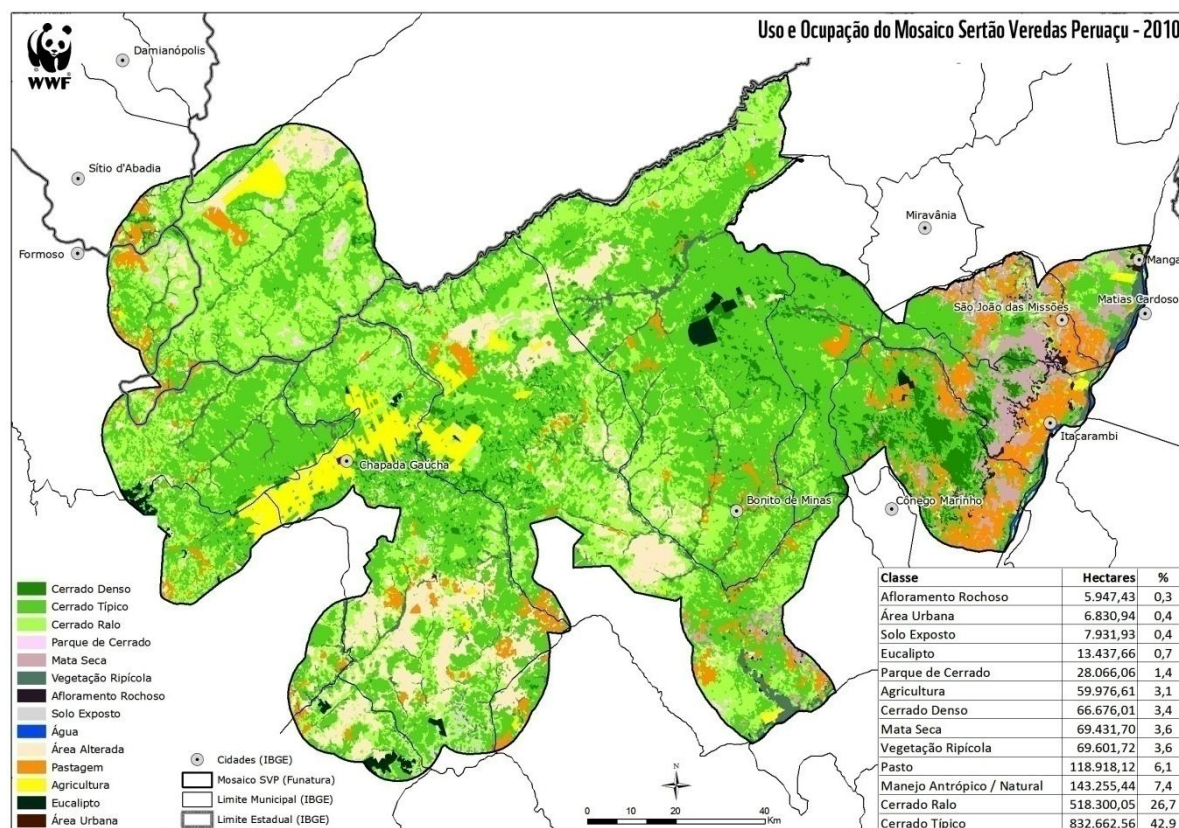 Uso e Ocupação do Mosaico Sertão Veredas Peruaçu - 2010
WWF
Damianópolis
Sítio d'Abadia
Formoso
Miravânia
Manga
Matias Cardoso
São João das Missões
Itacarambi
Chapada Gaúcha
Bonito de Minas
Cônego Marinho
Cerrado Denso
Cerrado Típico
Cerrado Ralo
Parque de Cerrado
Mata Seca
Vegetação Ripícola
Afloramento Rochoso
Solo Exposto
Água
Área Alterada
Pastagem
Agricultura
Eucalipto
Área Urbana
Cidades (IBGE)
Mosaico SVP (Funatura)
Limite Municipal (IBGE)
Limite Estadual (IBGE)
N
0 10 20 40
Km
Classe Hectares %
Afloramento Rochoso 5.947,43 0,3
Área Urbana 6.830,94 0,4
Solo Exposto 7.931,93 0,4
Eucalipto 13.437,66 0,7
Parque de Cerrado 28.066,06 1,4
Agricultura 59.976,61 3,1
Cerrado Denso 66.676,01 3,4
Mata Seca 69.431,70 3,6
Vegetação Ripícola 69.601,72 3,6
Pasto 118.918,12 6,1
Manejo Antrópico / Natural 143.255,44 7,4
Cerrado Ralo 518.300,05 26,7
Cerrado Típico 832.662,56 42,9